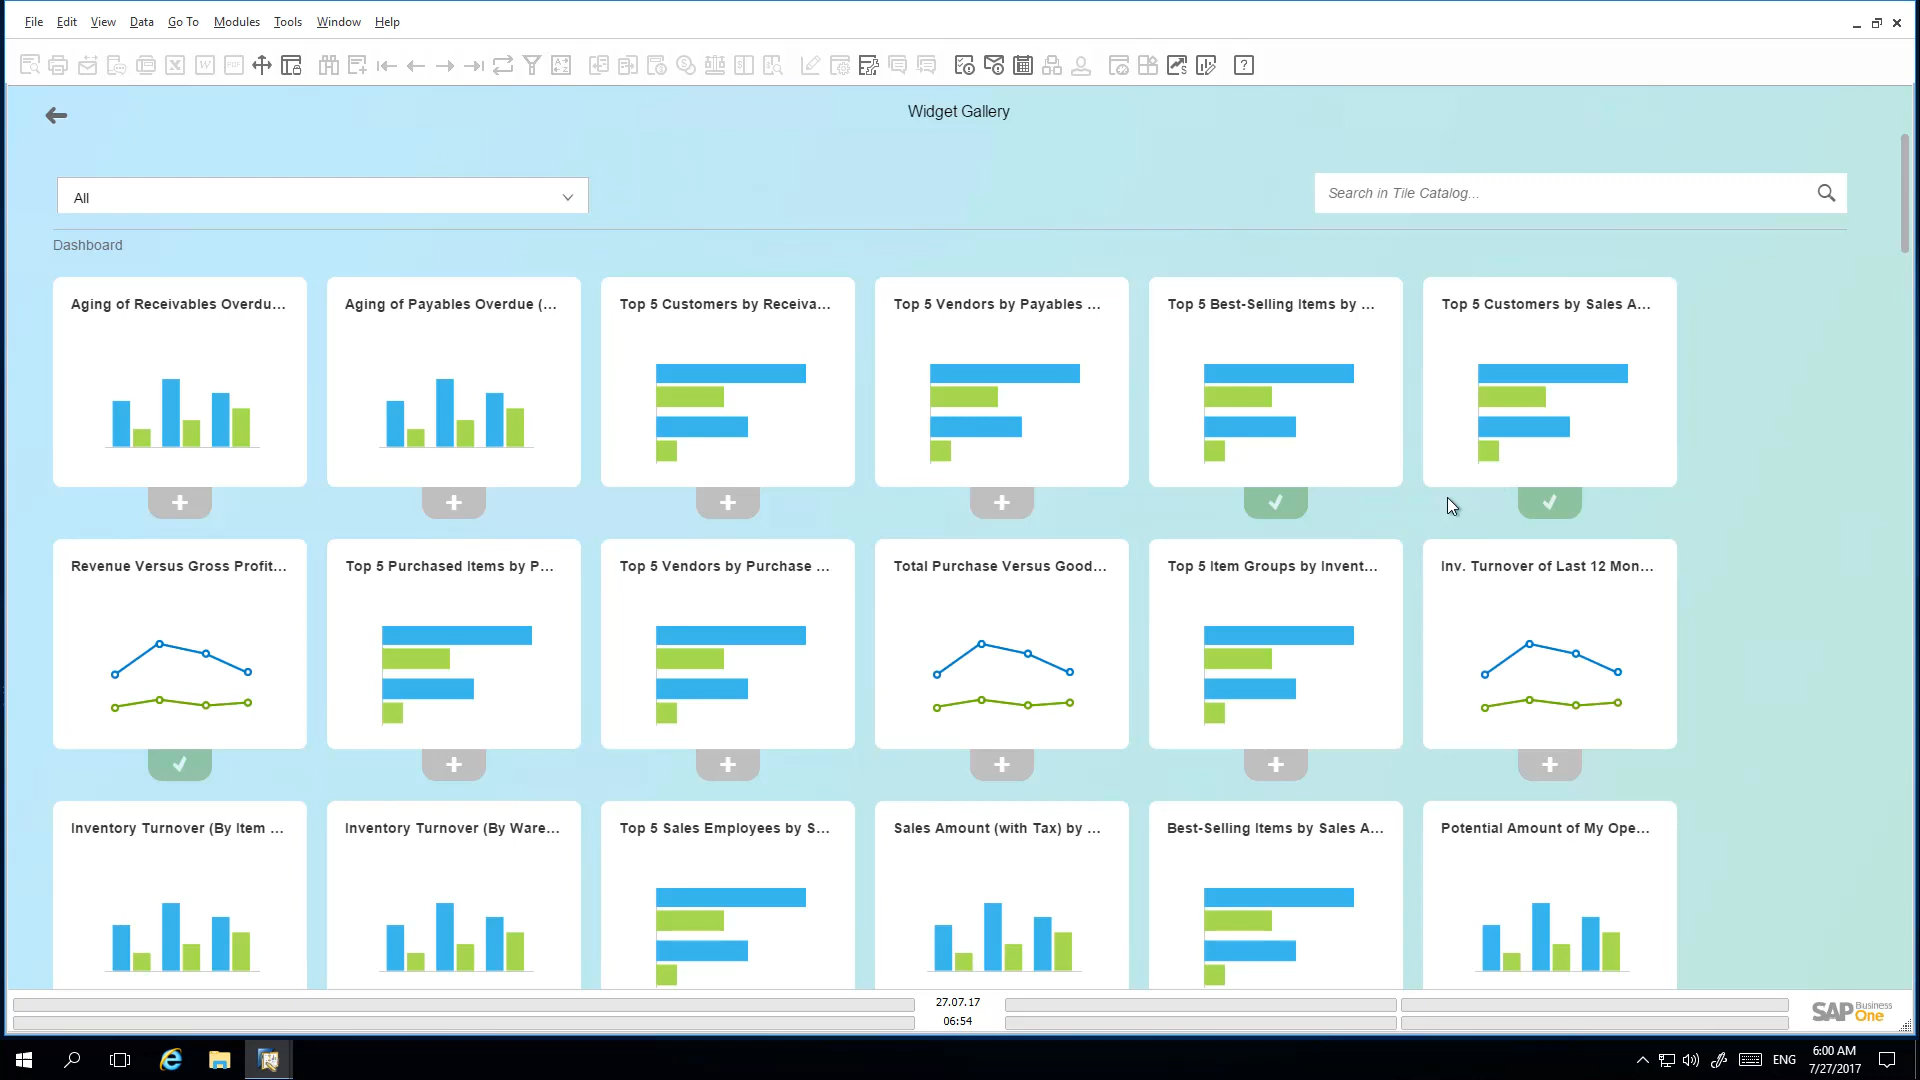 File Edit View Data Go To Modules Tools Window Help
Widget Gallery
All
Search in Tile Catalog...
Dashboard
Aging of Receivables Overdu... Aging of Payables Overdue (... Top 5 Customers by Receiva... Top 5 Vendors by Payables ... Top 5 Best-Selling Items by ... Top 5 Customers by Sales A...
Revenue Versus Gross Profit... Top 5 Purchased Items by P... Top 5 Vendors by Purchase ... Total Purchase Versus Good... Top 5 Item Groups by Invent... Inv. Turnover of Last 12 Mon...
Inventory Turnover (By Item ... Inventory Turnover (By Ware... Top 5 Sales Employees by S... Sales Amount (with Tax) by ... Best-Selling Items by Sales A... Potential Amount of My Ope...
27.07.17
06:54
SAP Business One
ENG
6:00 AM
7/27/2017